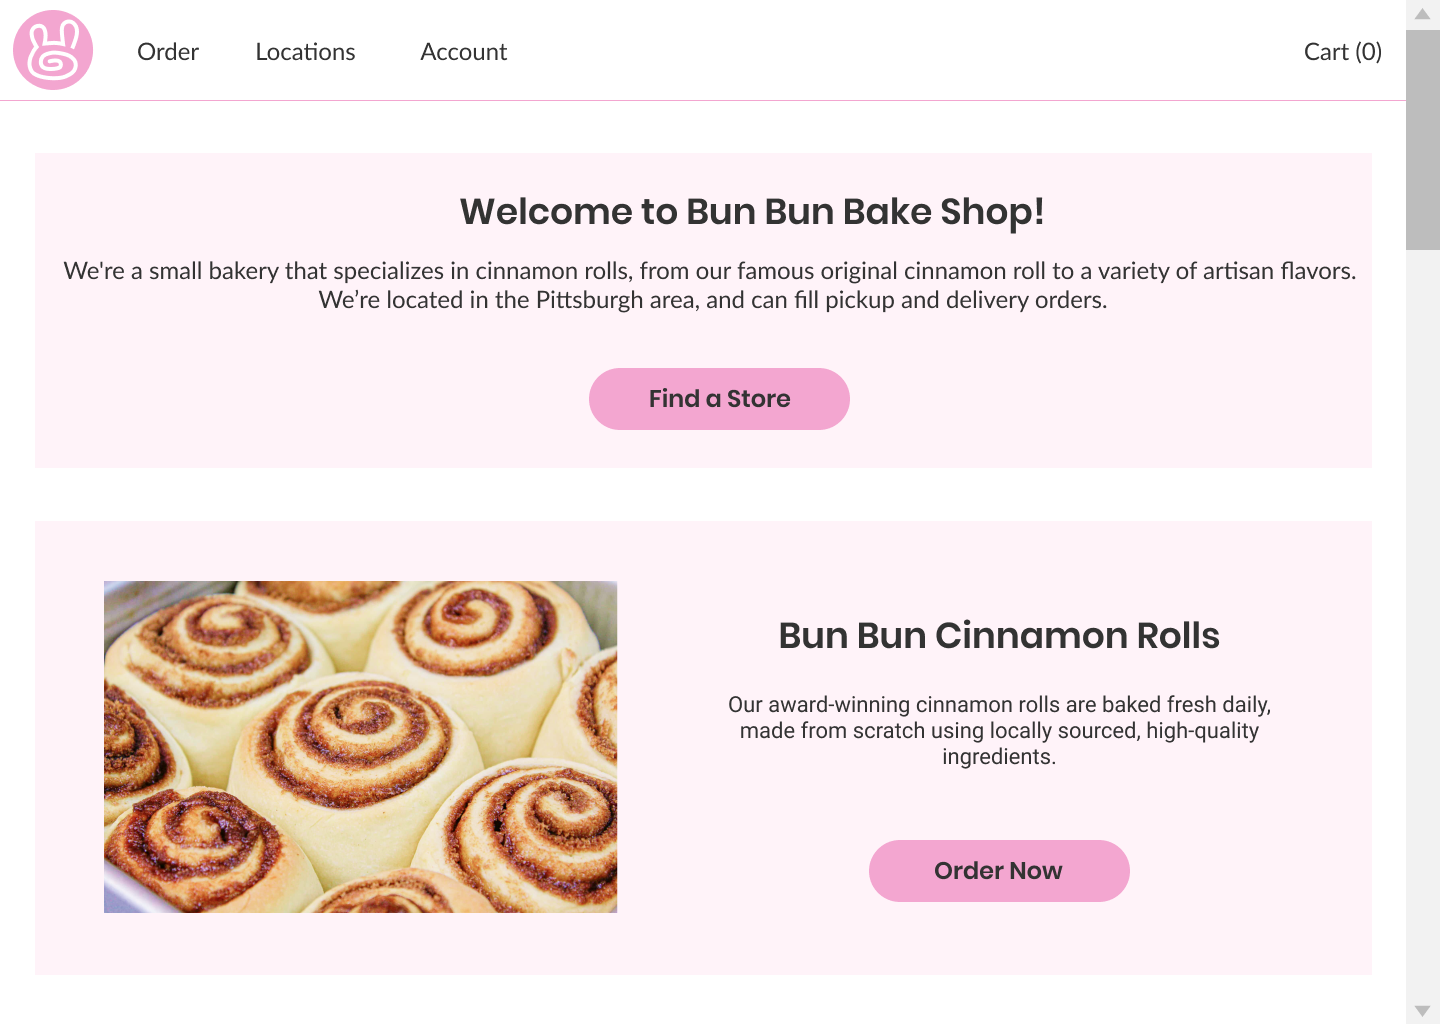 Order Locations Account Cart (0)
Welcome to Bun Bun Bake Shop!
We're a small bakery that specializes in cinnamon rolls, from our famous original cinnamon roll to a variety of artisan flavors.
We’re located in the Pittsburgh area, and can fill pickup and delivery orders.
Find a Store
Bun Bun Cinnamon Rolls
Our award-winning cinnamon rolls are baked fresh daily,
made from scratch using locally sourced, high-quality
ingredients.
Order Now